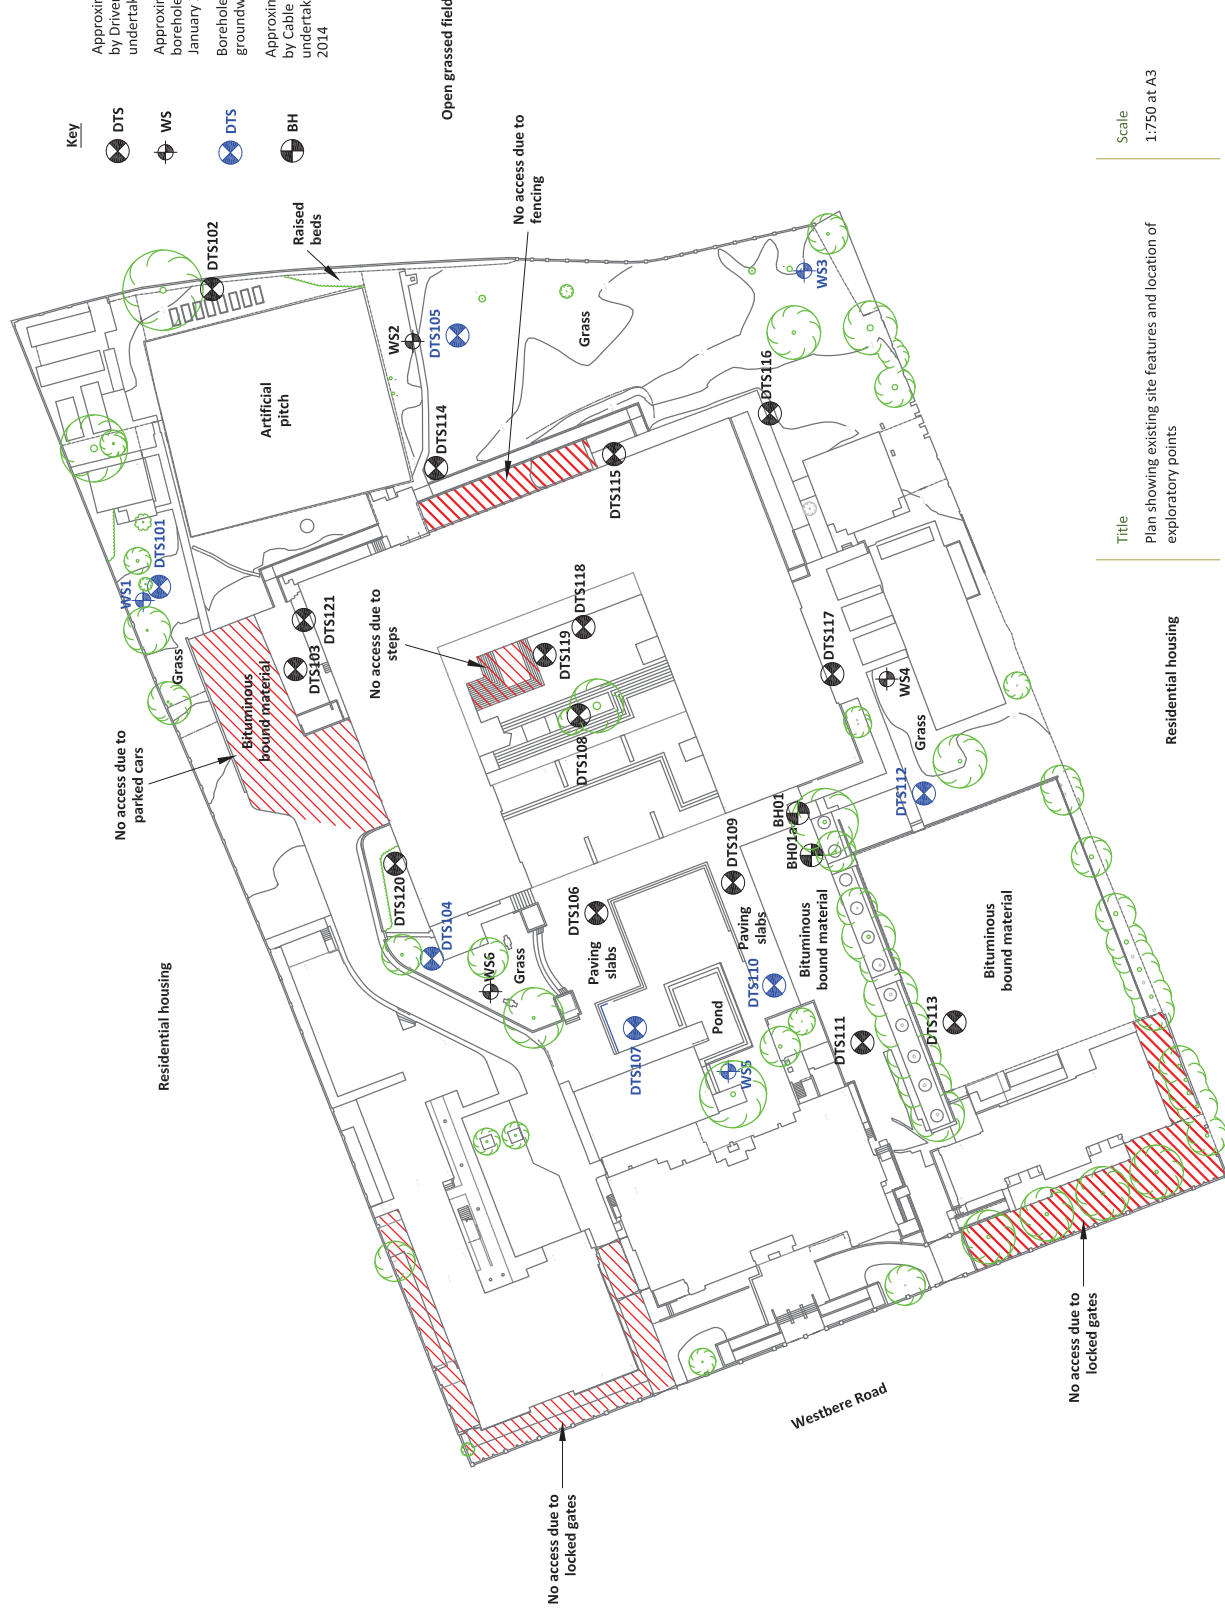 Key
DTS
Approxin
by Driven
undertak
WS
Approxin
borehole
January
DTS
Borehole
groundw
BH
Approxin
by Cable
undertak
2014
Open grassed field
No access due to
fencing
Raised
beds
DTS102
Artificial
pitch
WS2
DTS105
Grass
WS3
DTS114
DTS116
DTS115
DTS101
WS1
Grass
DTS121
DTS103
Bituminous
bound material
No access due to
parked cars
No access due to
steps
DTS118
DTS119
DTS108
DTS117
WS4
Grass
DTS112
BH01
BH01a
DTS109
DTS106
DTS120
DTS104
WS6
Grass
Paving
slabs
Paving
slabs
Bituminous
bound material
Bituminous
bound material
DTS110
Pond
DTS107
WS5
DTS111
DTS113
Residential housing
Residential housing
Westbere Road
No access due to
locked gates
No access due to
locked gates
Title
Plan showing existing site features and location of
exploratory points
Scale
1:750 at A3